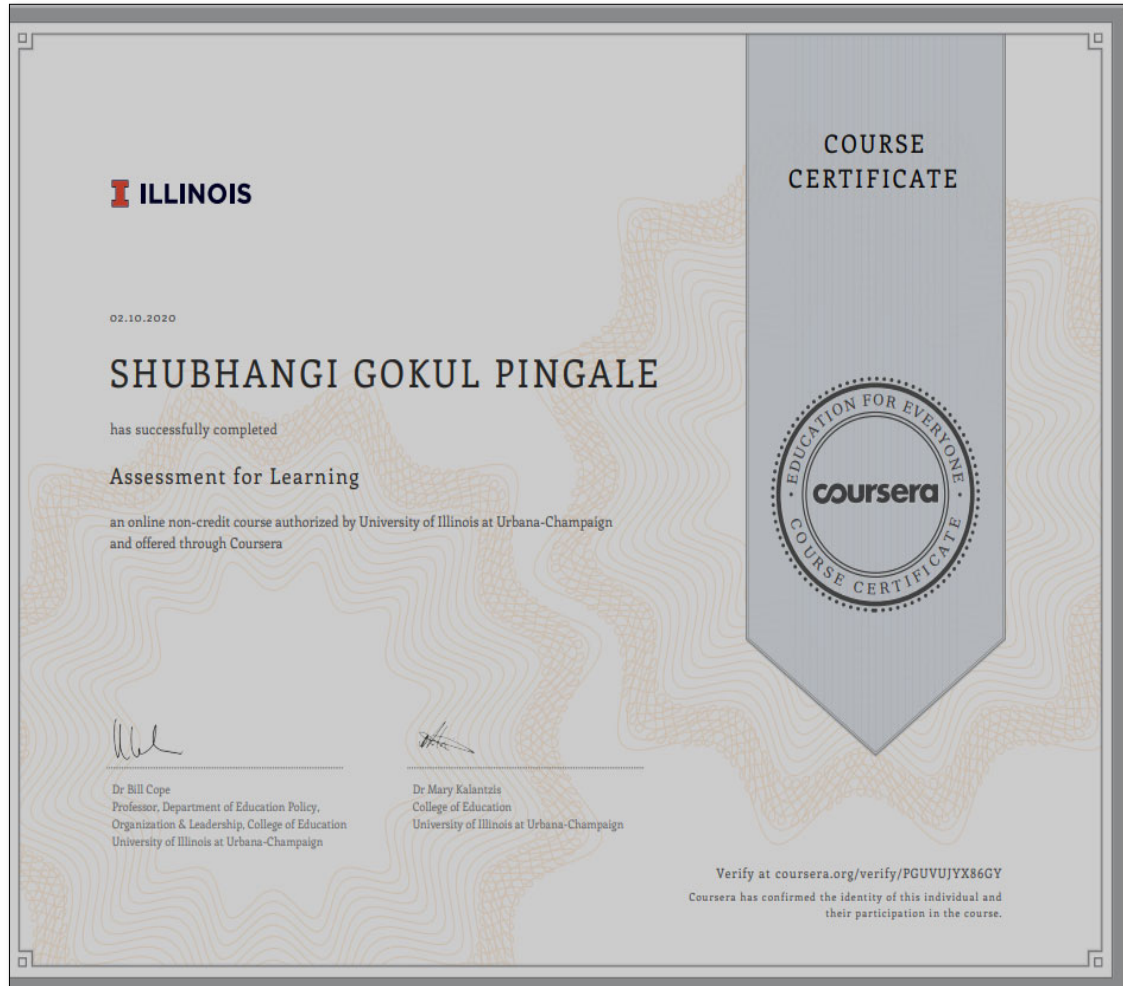 COURSE
CERTIFICATE
ILLINOIS
02.10.2020
SHUBHANGI GOKUL PINGALE
has successfully completed
Assessment for Learning
an online non-credit course authorized by University of Illinois at Urbana-Champaign
and offered through Coursera
EDUCATION FOR EVERYONE
coursera
COURSE CERTIFICATE
Dr Bill Cope
Professor, Department of Education Policy,
Organization & Leadership, College of Education
University of Illinois at Urbana-Champaign
Dr Mary Kalantzis
College of Education
University of Illinois at Urbana-Champaign
Verify at coursera.org/verify/PGUVUJYX86GY
Coursera has confirmed the identity of this individual and
their participation in the course.